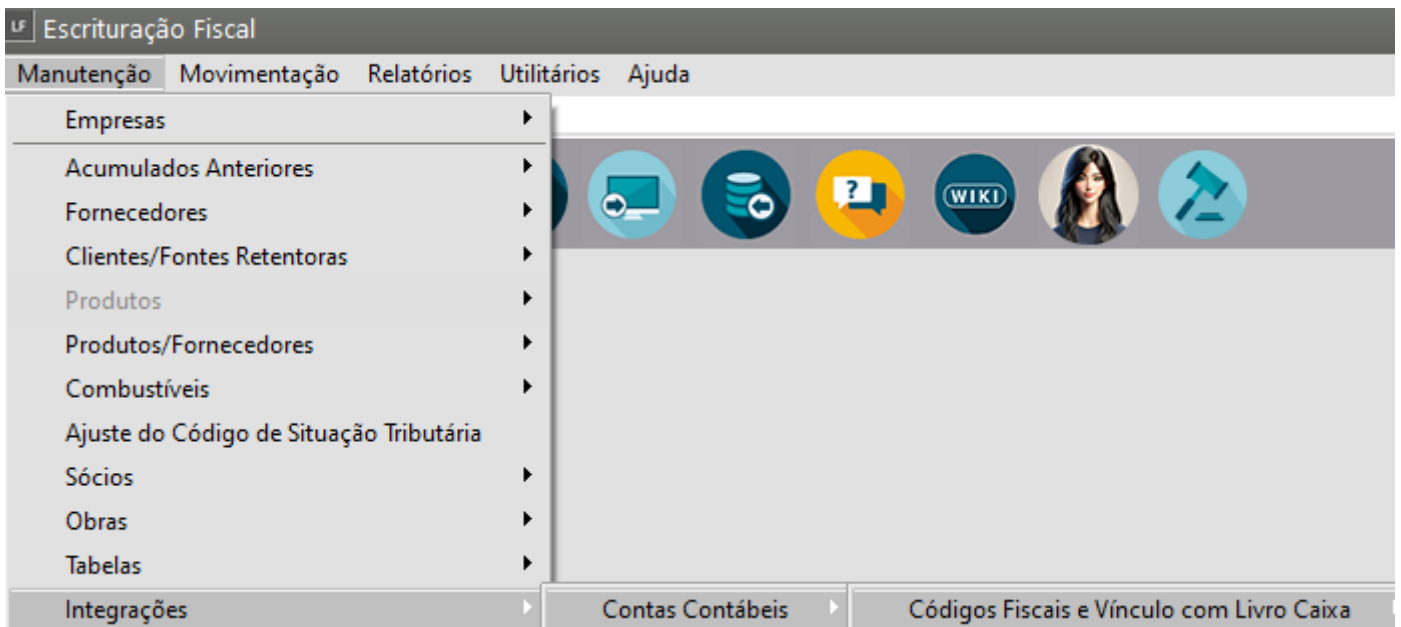 LF Escrituração Fiscal
Manutenção Movimentação Relatórios Utilitários Ajuda
Empresas
Acumulados Anteriores
Fornecedores
? WIKI
Clientes/Fontes Retentoras
Produtos
Produtos/Fornecedores
Combustíveis
Ajuste do Código de Situação Tributária
Sócios
Obras
Tabelas
Integrações Contas Contábeis Códigos Fiscais e Vínculo com Livro Caixa